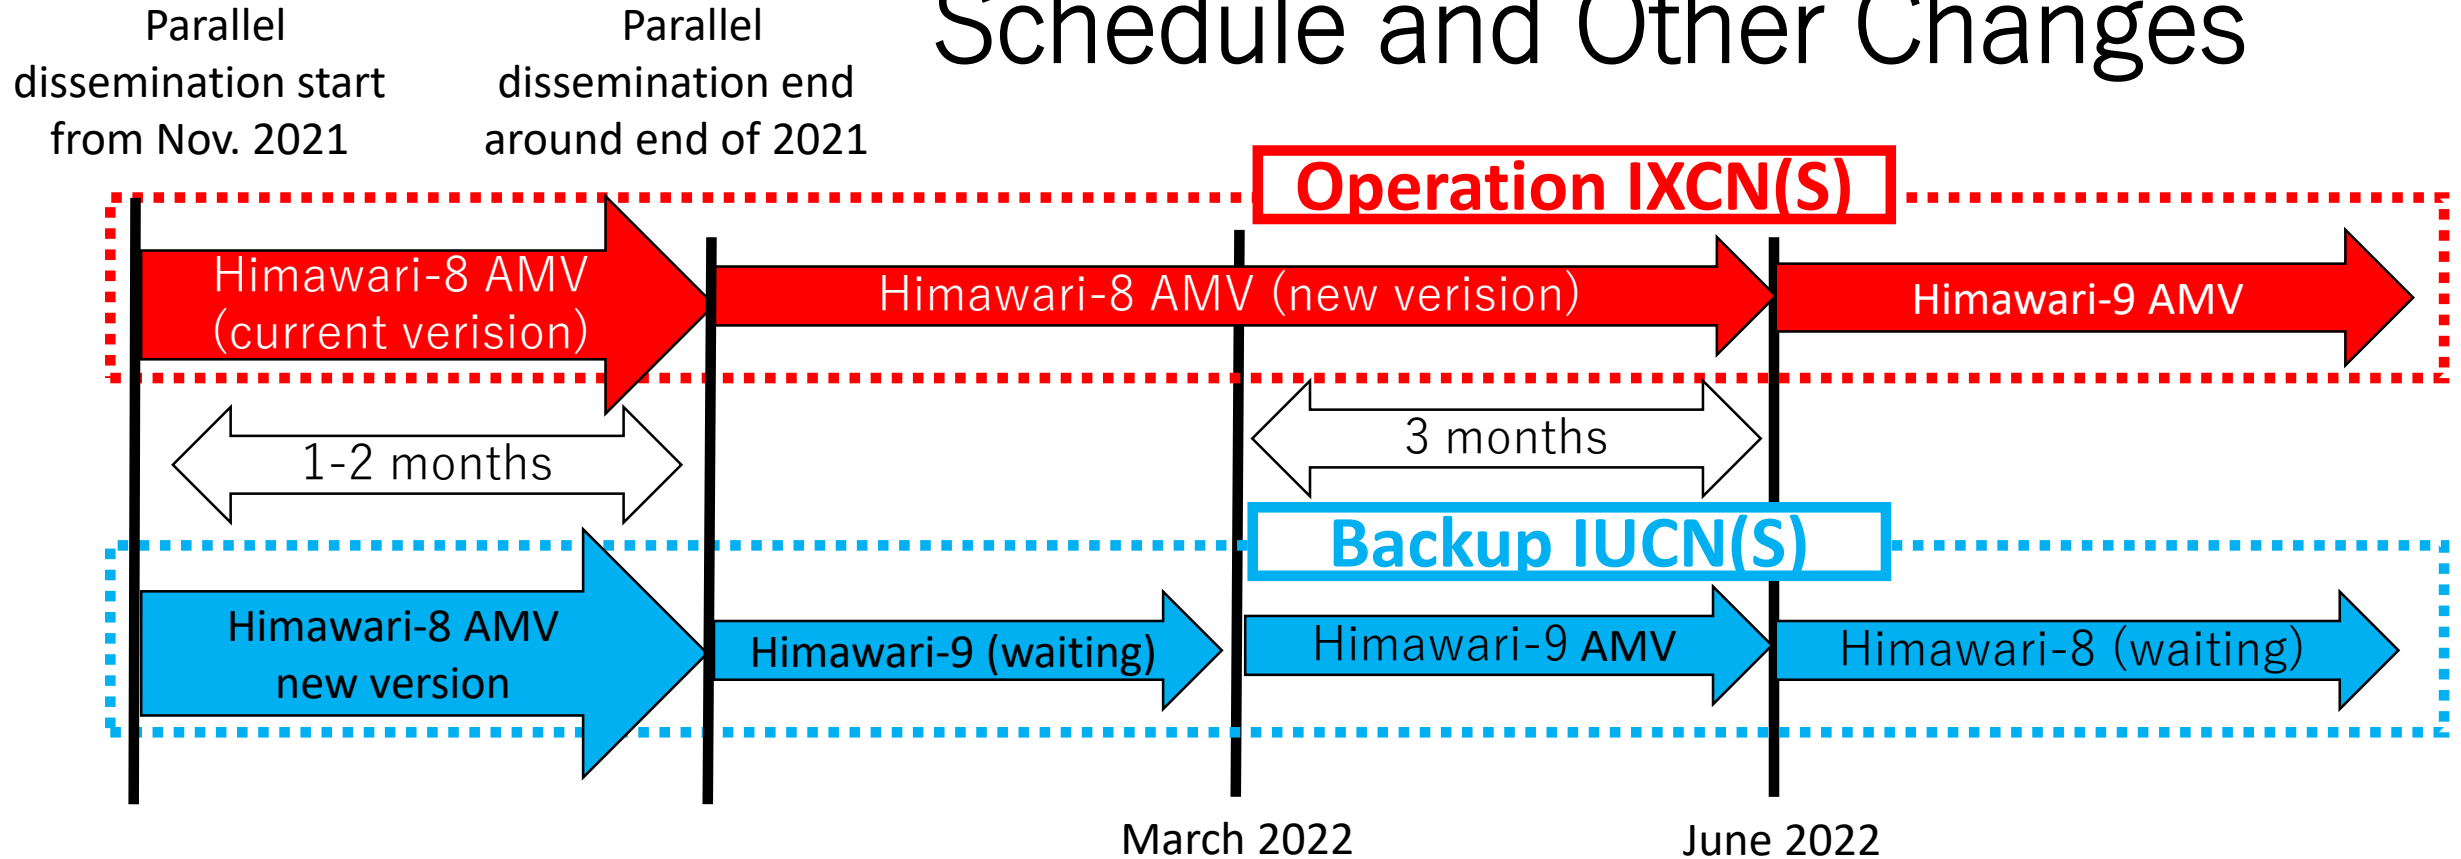 Schedule and Other Changes
Parallel
dissemination start
from Nov. 2021
Parallel
dissemination end
around end of 2021
Operation IXCN(S)
Himawari-8 AMV
(current verision)
Himawari-8 AMV (new verision)
Himawari-9 AMV
1-2 months
3 months
Backup IUCN(S)
Himawari-8 AMV
new version
Himawari-9 (waiting)
Himawari-9 AMV
Himawari-8 (waiting)
March 2022
June 2022